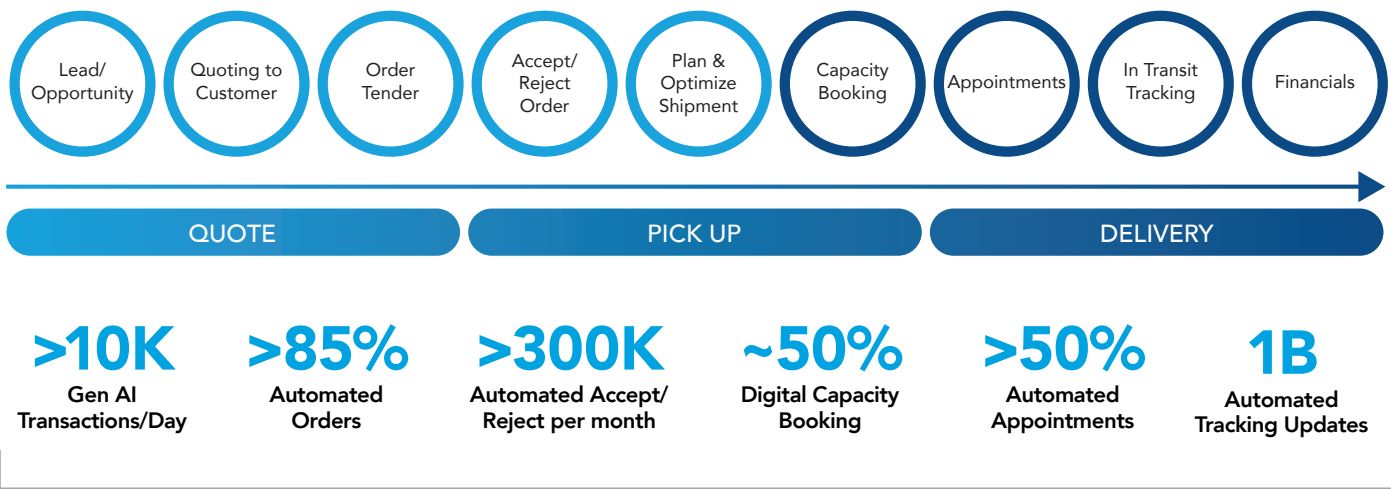 Lead/
Opportunity
Quoting to
Customer
Order
Tender
Accept/
Reject
Order
Plan &
Optimize
Shipment
Capacity
Booking
Appointments
In Transit
Tracking
Financials
QUOTE
PICK UP
DELIVERY
>10K
Gen AI
Transactions/Day
>85%
Automated
Orders
>300K
Automated Accept/
Reject per month
~50%
Digital Capacity
Booking
>50%
Automated
Appointments
1B
Automated
Tracking Updates